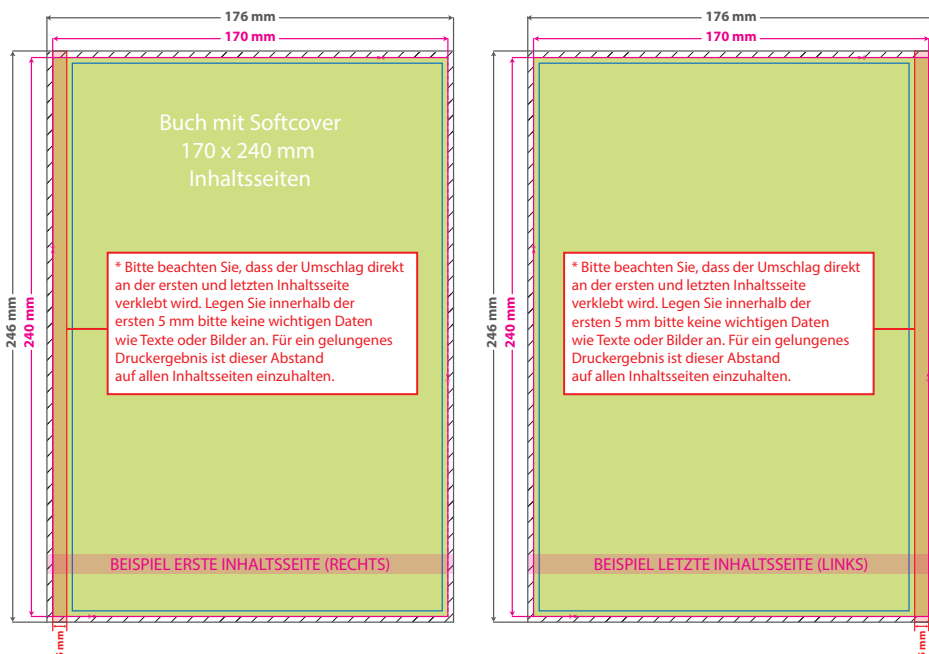 176 mm
170 mm
246 mm
240 mm
Buch mit Softcover
170 x 240 mm
Inhaltsseiten
* Bitte beachten Sie, dass der Umschlag direkt
an der ersten und letzten Inhaltsseite
verklebt wird. Legen Sie innerhalb der
ersten 5 mm bitte keine wichtigen Daten
wie Texte oder Bilder an. Für ein gelungenes
Druckergebnis ist dieser Abstand
auf allen Inhaltsseiten einzuhalten.
BEISPIEL ERSTE INHALTSSEITE (RECHTS)
mm
176 mm
170 mm
246 mm
240 mm
* Bitte beachten Sie, dass der Umschlag direkt
an der ersten und letzten Inhaltsseite
verklebt wird. Legen Sie innerhalb der
ersten 5 mm bitte keine wichtigen Daten
wie Texte oder Bilder an. Für ein gelungenes
Druckergebnis ist dieser Abstand
auf allen Inhaltsseiten einzuhalten.
BEISPIEL LETZTE INHALTSSEITE (LINKS)
mm